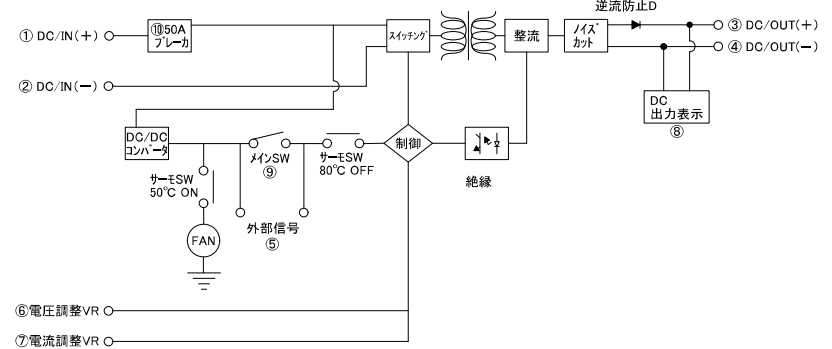 逆流防止D
① DC/IN(+)
⑩50A
ブレーカ
スイッチング
整流
ノイズ
カット
③ DC/OUT(+)
④ DC/OUT(-)
② DC/IN(-)
DC
出力表示
⑧
DC/DC
コンバータ
メインSW
⑨
サーモSW
80℃ OFF
制御
絶縁
サーモSW
50℃ ON
外部信号
⑤
FAN
⑥電圧調整VR
⑦電流調整VR